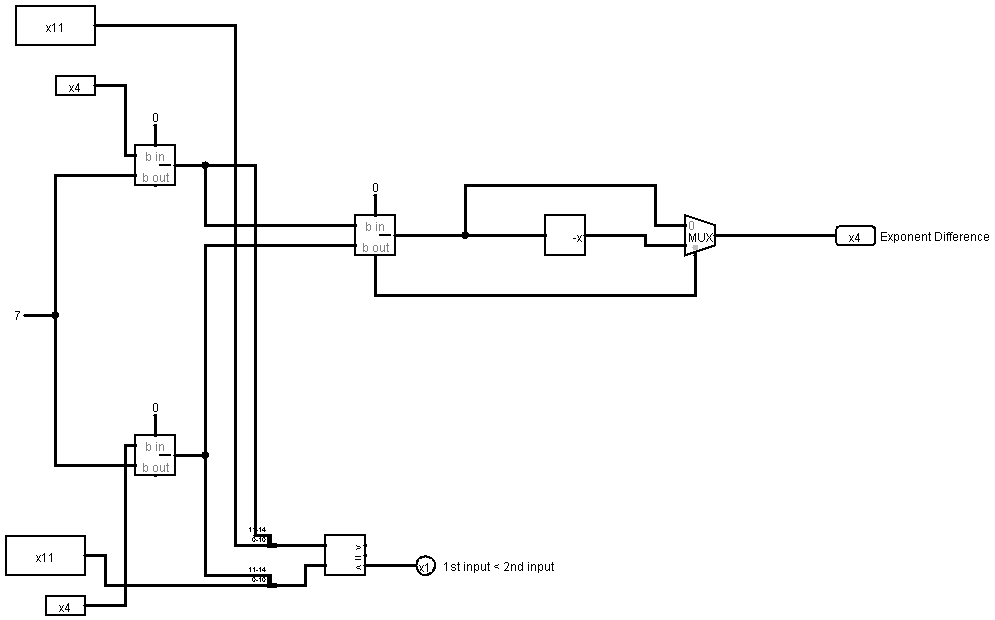 x11
x4
0
b in
b out
0
b in
b out
-x
0
MUX
x4 Exponent Difference
7
0
b in
b out
11-14
0-10
x11
>
=
<
x1 1st input < 2nd input
11-14
0-10
x4